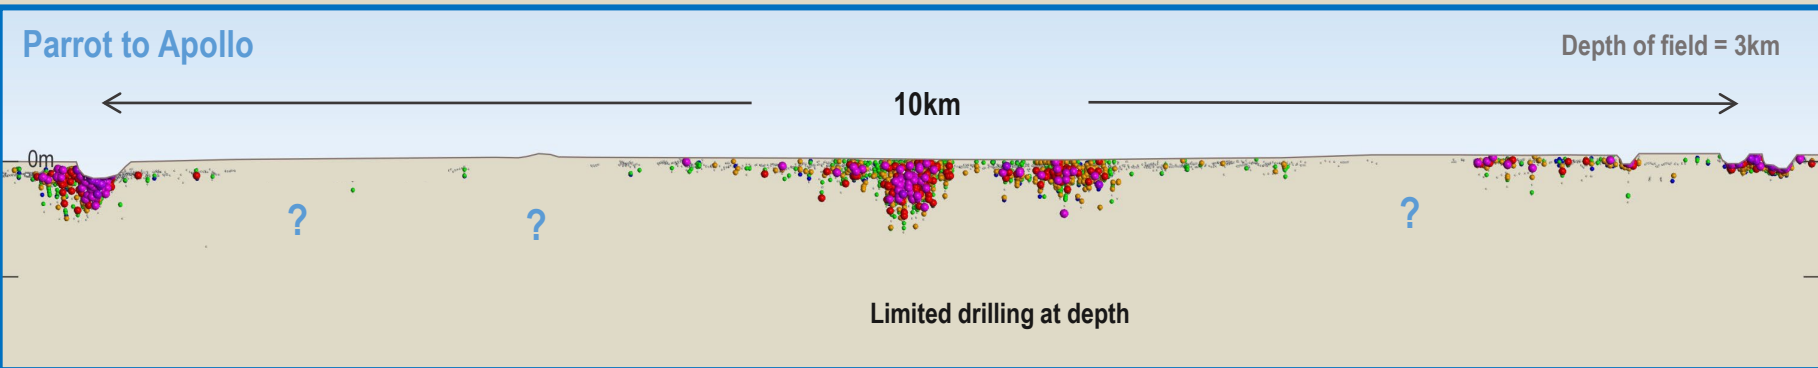 Parrot to Apollo
Depth of field = 3km
10km
0m
?
?
?
Limited drilling at depth